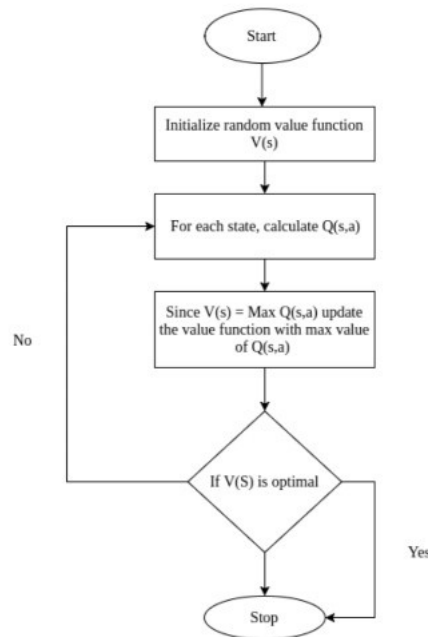 Start
Initialize random value function
V(s)
For each state, calculate Q(s,a)
Since V(s) = Max Q(s,a) update
the value function with max value
of Q(s,a)
No
If V(S) is optimal
Yes
Stop